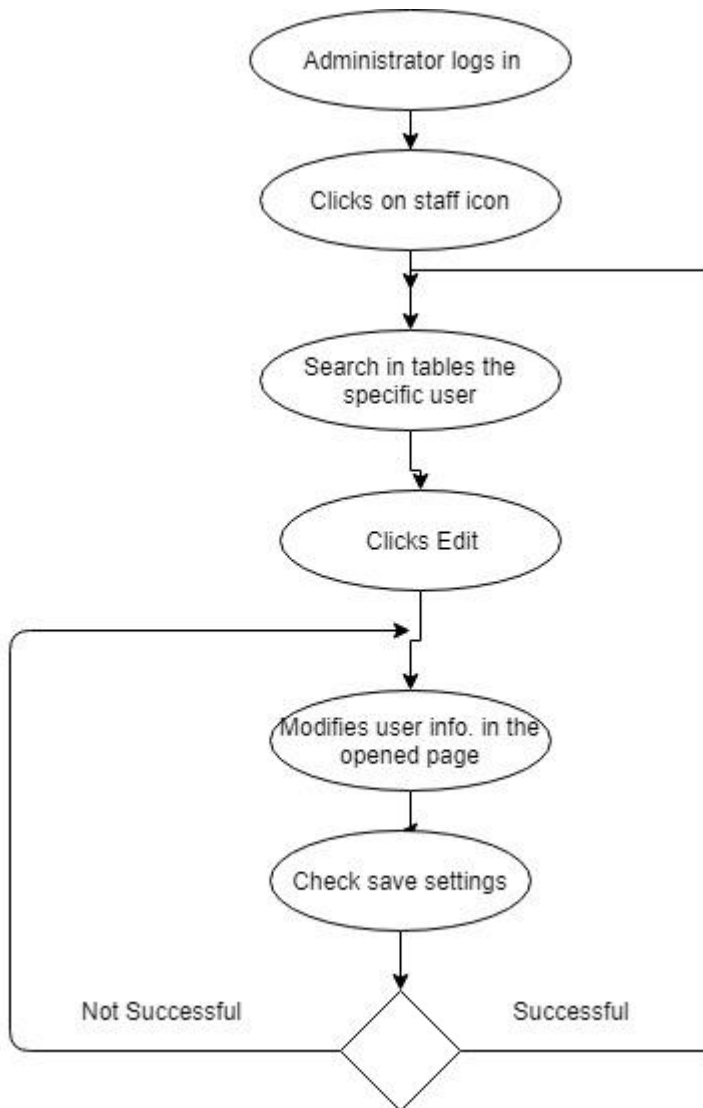 Administrator logs in
Clicks on staff icon
Search in tables the
specific user
Clicks Edit
Modifies user info. in the
opened page
Check save settings
Not Successful
Successful